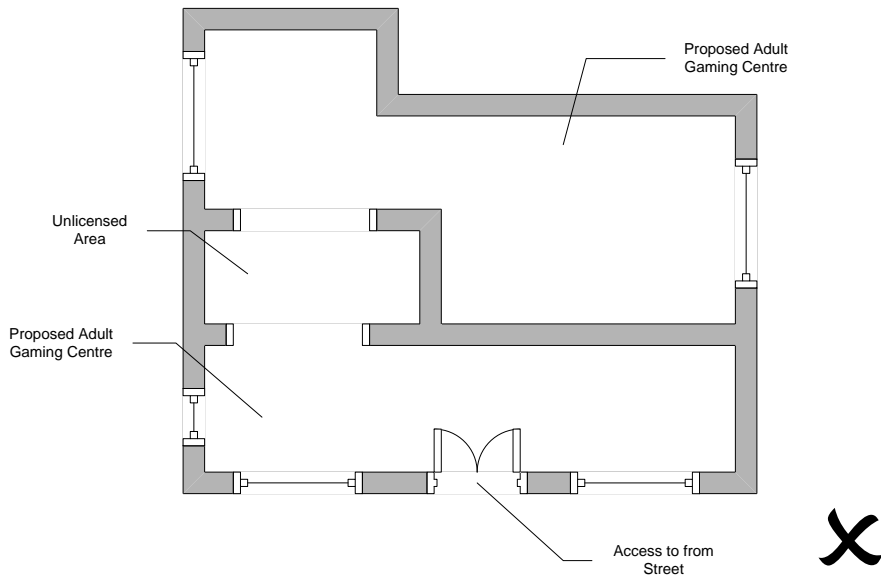 Proposed Adult
Gaming Centre
Unlicensed
Area
Proposed Adult
Gaming Centre
Access to from
Street